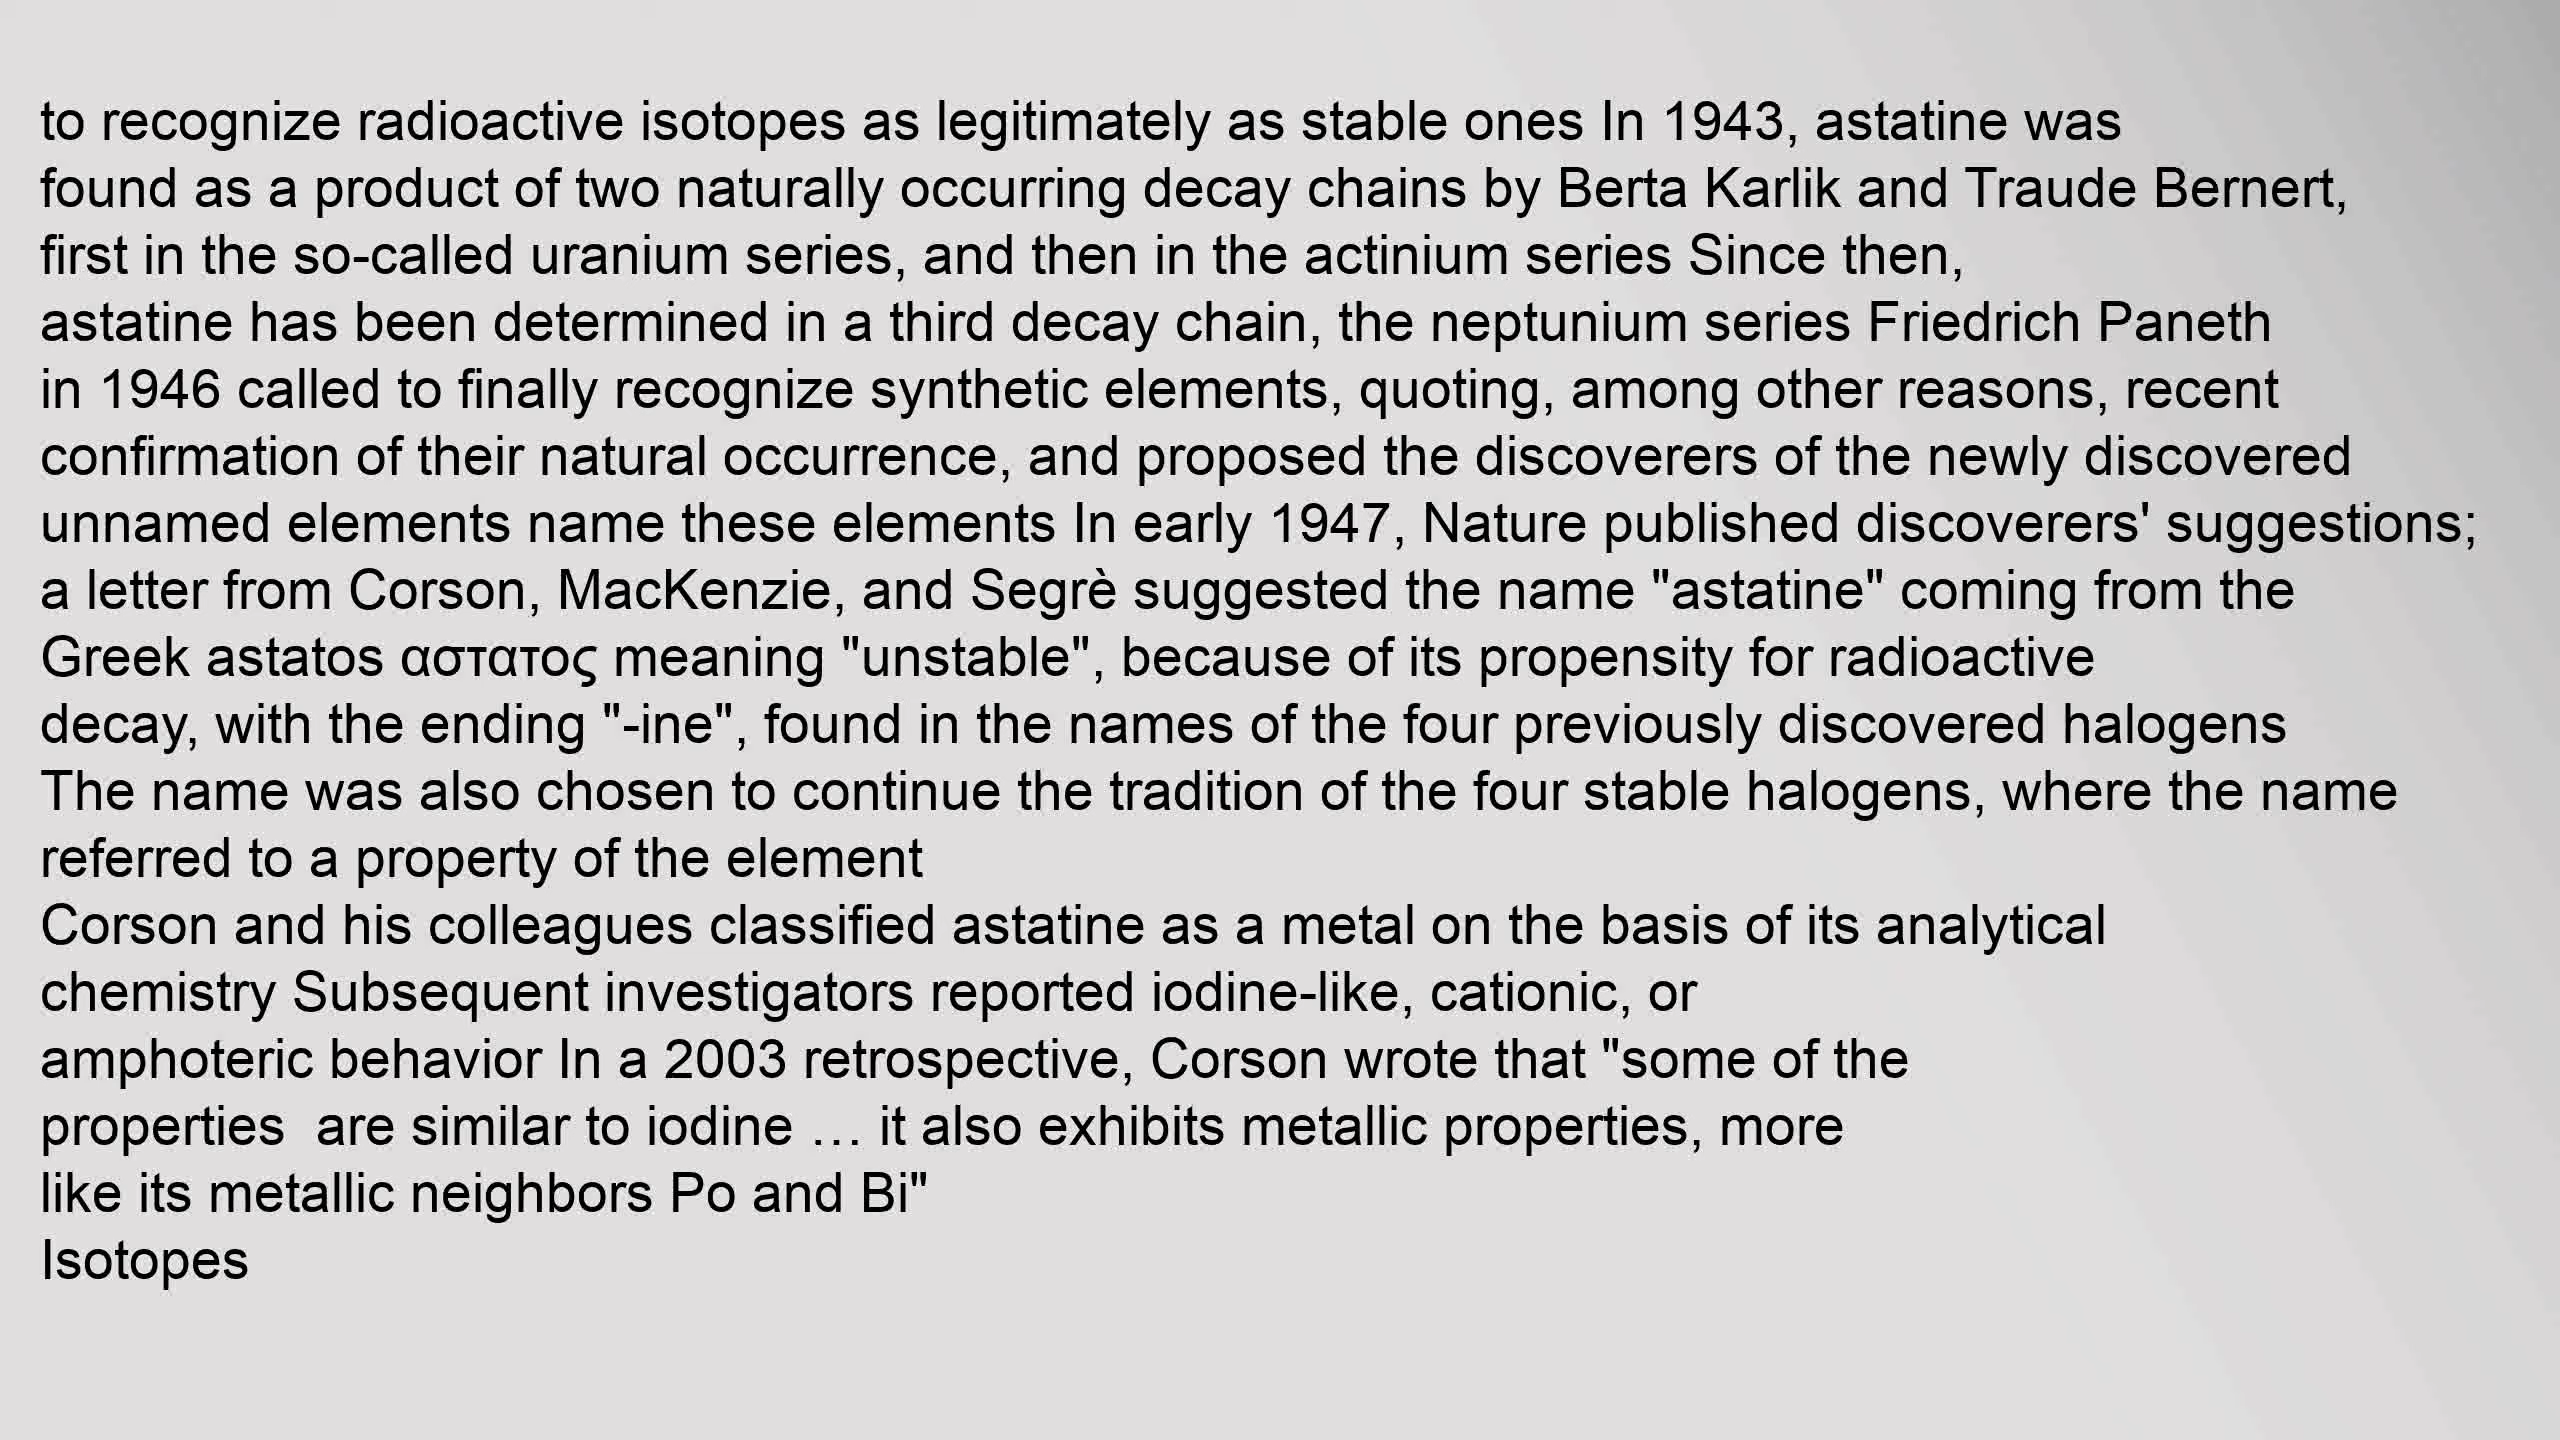 to recognize radioactive isotopes as legitimately as stable ones In 1943, astatine was
found as a product of two naturally occurring decay chains by Berta Karlik and Traude Bernert,
first in the so-called uranium series, and then in the actinium series Since then,
astatine has been determined in a third decay chain, the neptunium series Friedrich Paneth
in 1946 called to finally recognize synthetic elements, quoting, among other reasons, recent
confirmation of their natural occurrence, and proposed the discoverers of the newly discovered
unnamed elements name these elements In early 1947, Nature published discoverers' suggestions;
a letter from Corson, MacKenzie, and Segrè suggested the name "astatine" coming from the
Greek astatos αστατος meaning "unstable", because of its propensity for radioactive
decay, with the ending "-ine", found in the names of the four previously discovered halogens
The name was also chosen to continue the tradition of the four stable halogens, where the name
referred to a property of the element
Corson and his colleagues classified astatine as a metal on the basis of its analytical
chemistry Subsequent investigators reported iodine-like, cationic, or
amphoteric behavior In a 2003 retrospective, Corson wrote that "some of the
properties  are similar to iodine … it also exhibits metallic properties, more
like its metallic neighbors Po and Bi"
Isotopes